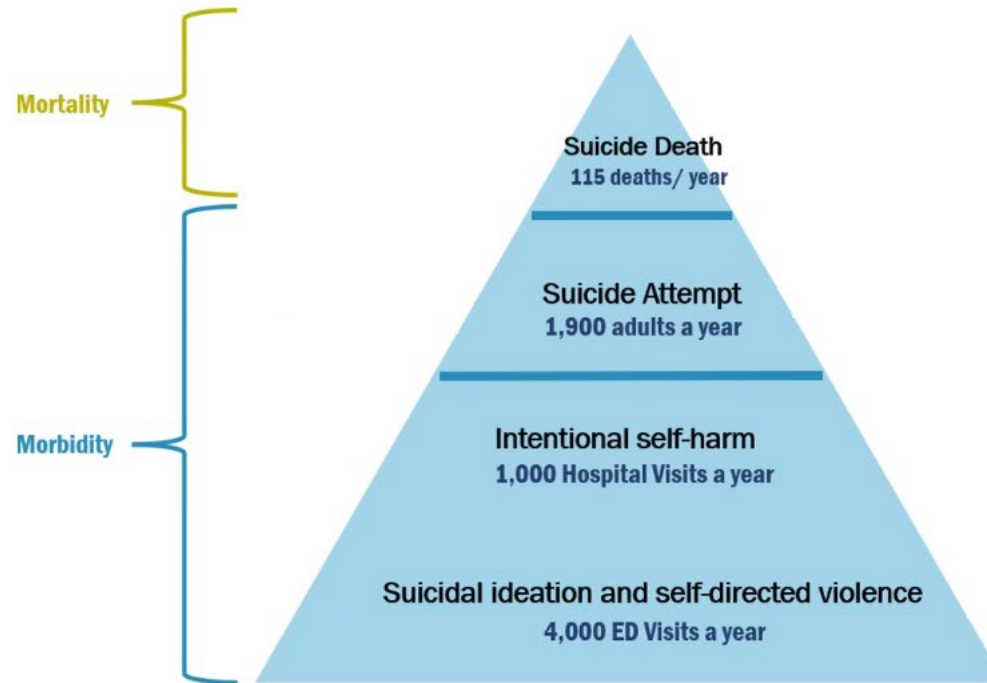 Mortality
Suicide Death
115 deaths/ year
Suicide Attempt
1,900 adults a year
Morbidity
Intentional self-harm
1,000 Hospital Visits a year
Suicidal ideation and self-directed violence
4,000 ED Visits a year